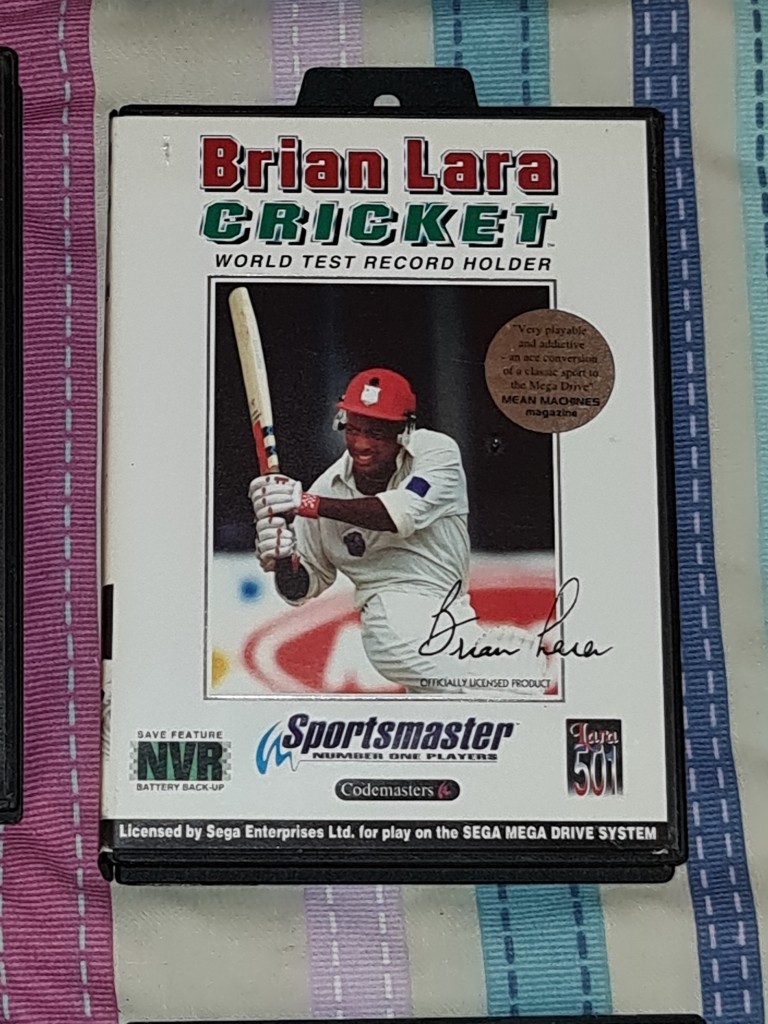 Brian Lara
CRICKET™
WORLD TEST RECORD HOLDER
"Very playable
and addictive
- an ace conversion
of a classic sport to
the Mega Drive"
MEAN MACHINES
magazine
Brian Lara
OFFICIALLY LICENSED PRODUCT
SAVE FEATURE
NVR
BATTERY BACK-UP
Sportsmaster™
NUMBER ONE PLAYERS
Codemasters
Lara
501
Licensed by Sega Enterprises Ltd. for play on the SEGA MEGA DRIVE SYSTEM